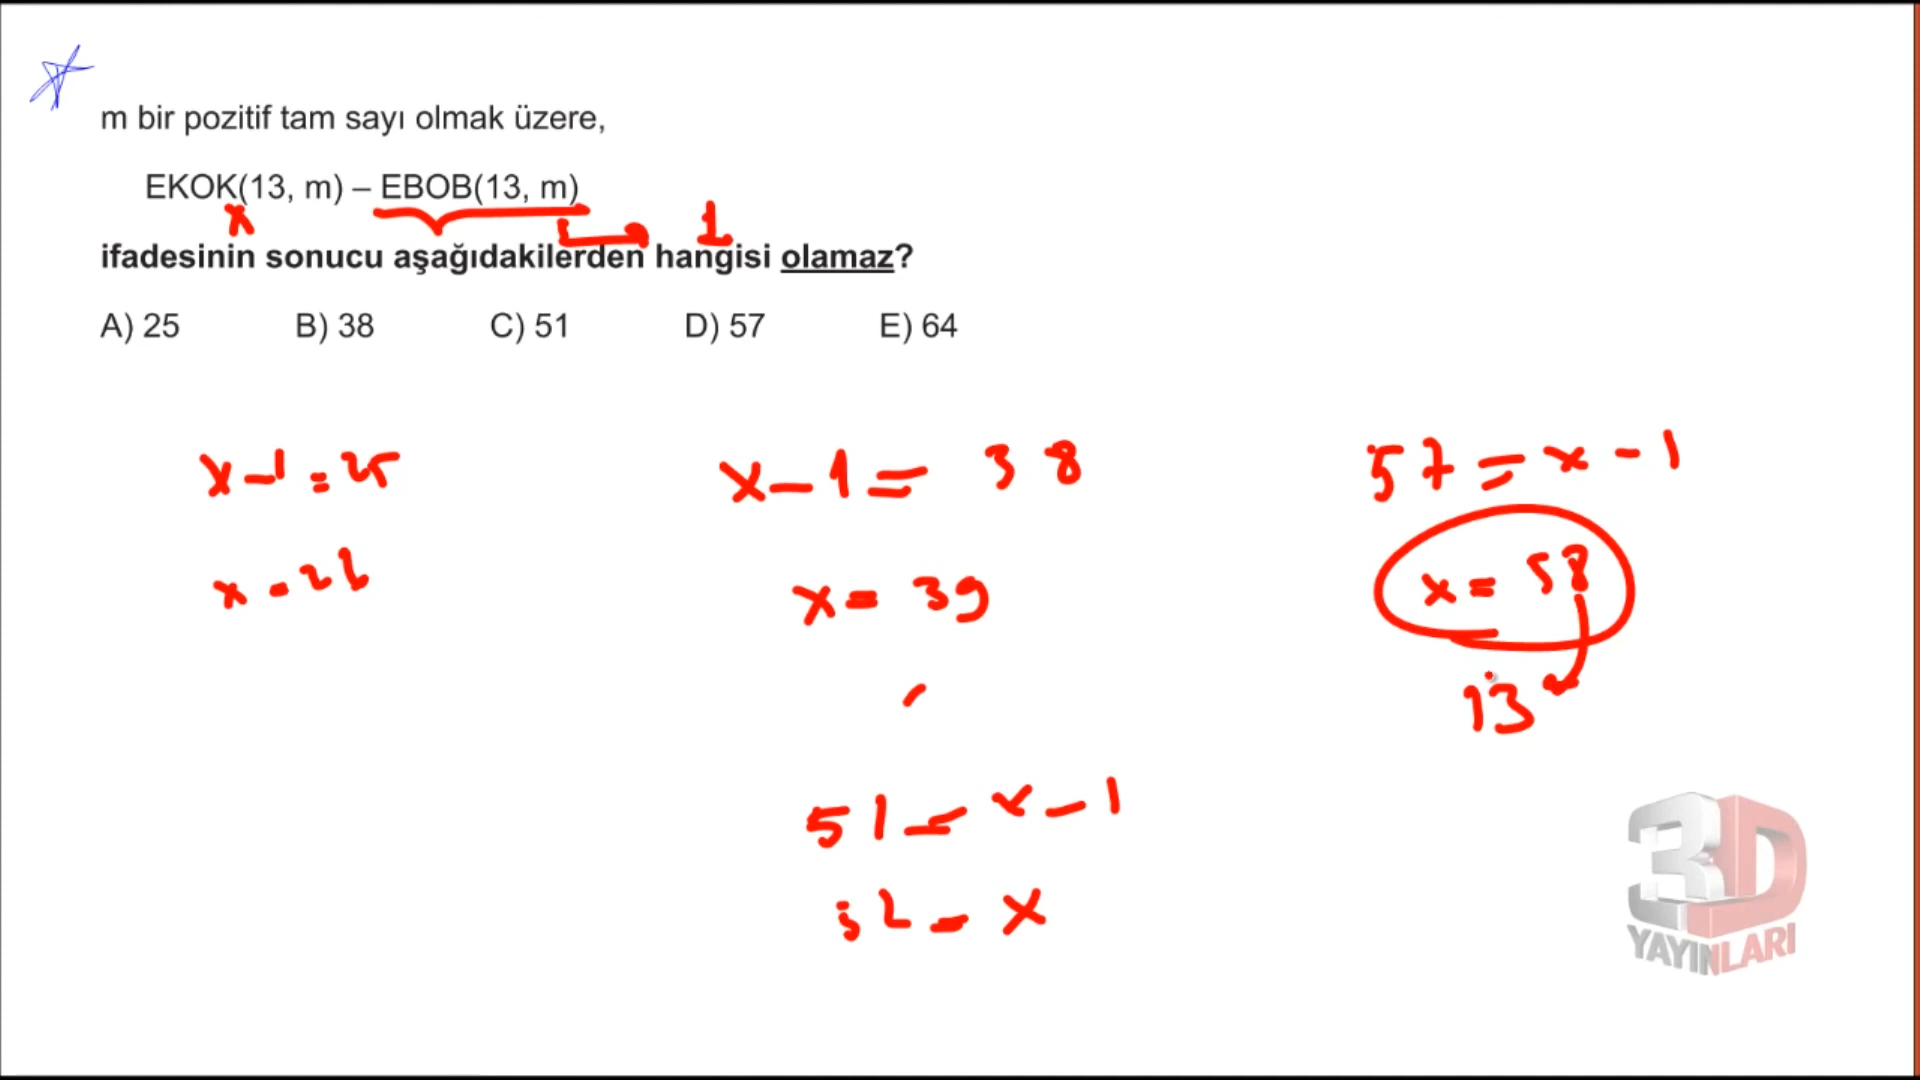 m bir pozitif tam sayı olmak üzere,
EKOK(13, m) – EBOB(13, m)
x
1
ifadesinin sonucu aşağıdakilerden hangisi olamaz?
A) 25 B) 38 C) 51 D) 57 E) 64
x-1=25
x-1=38
57=x-1
x=26
x=39
x=58
13
51=x-1
52=x
3D
YAYINLARI